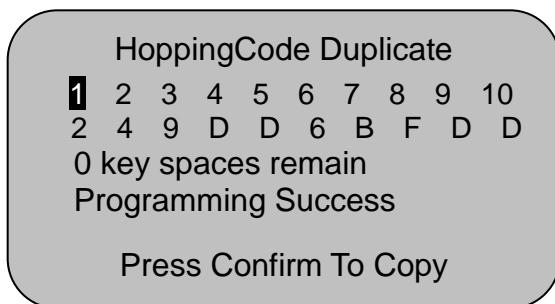 HoppingCode Duplicate
1 2 3 4 5 6 7 8 9 10
2 4 9 D D 6 B F D D
0 key spaces remain
Programming Success
Press Confirm To Copy